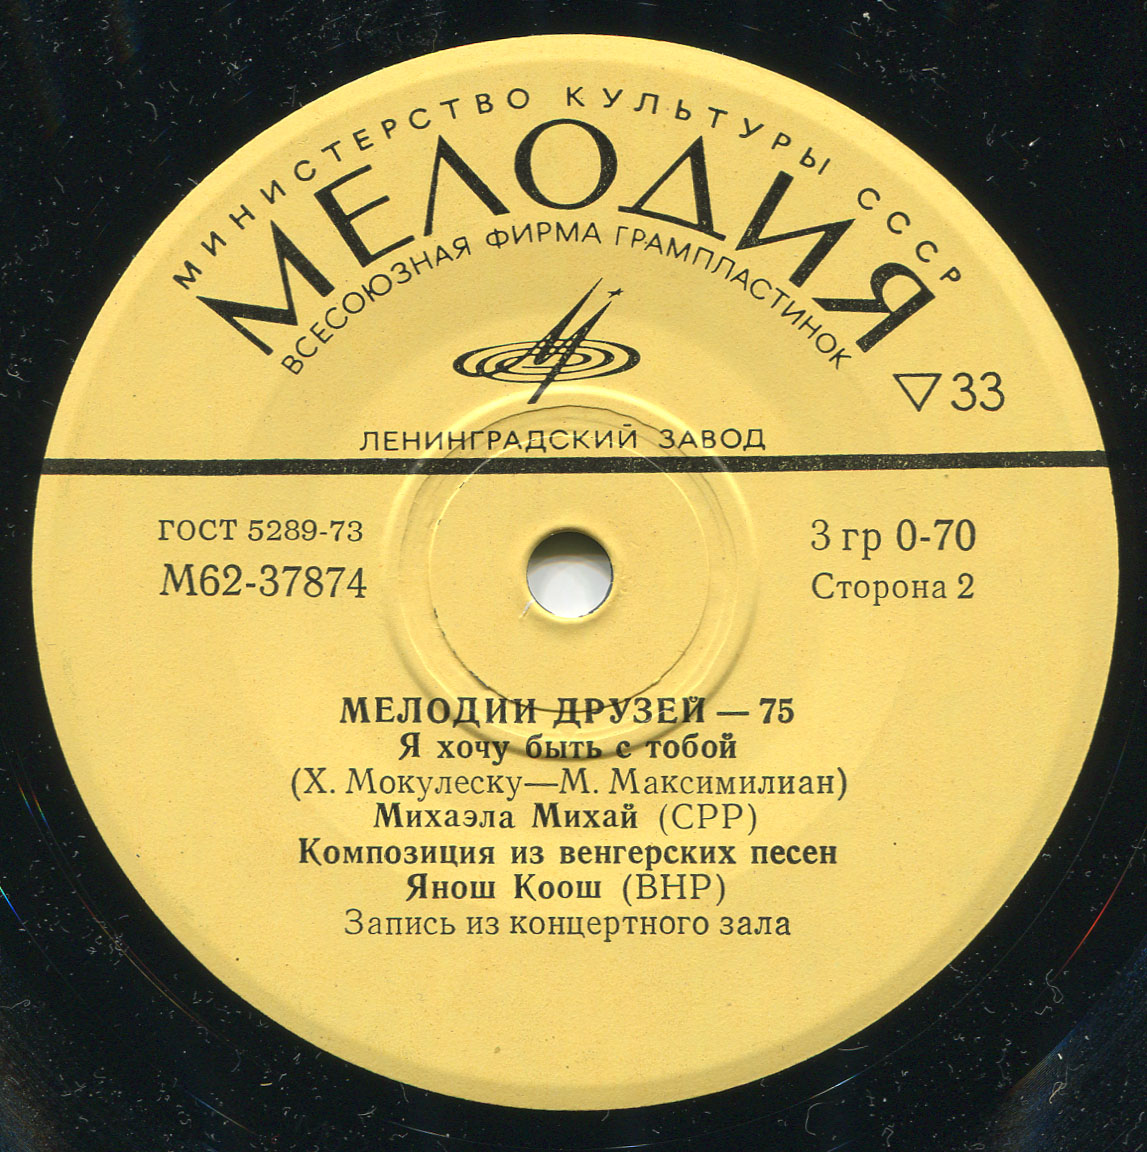 МИНИСТЕРСТВО КУЛЬТУРЫ СССР
МЕЛОДИЯ
ВСЕСОЮЗНАЯ ФИРМА ГРАМПЛАСТИНОК
▽33
ЛЕНИНГРАДСКИЙ ЗАВОД
ГОСТ 5289-73
М62-37874
3 гр 0-70
Сторона 2
МЕЛОДИИ ДРУЗЕЙ — 75
Я хочу быть с тобой
(Х. Мокулеску—М. Максимилиан)
Михаэла Михай (СРР)
Композиция из венгерских песен
Янош Коош (ВНР)
Запись из концертного зала